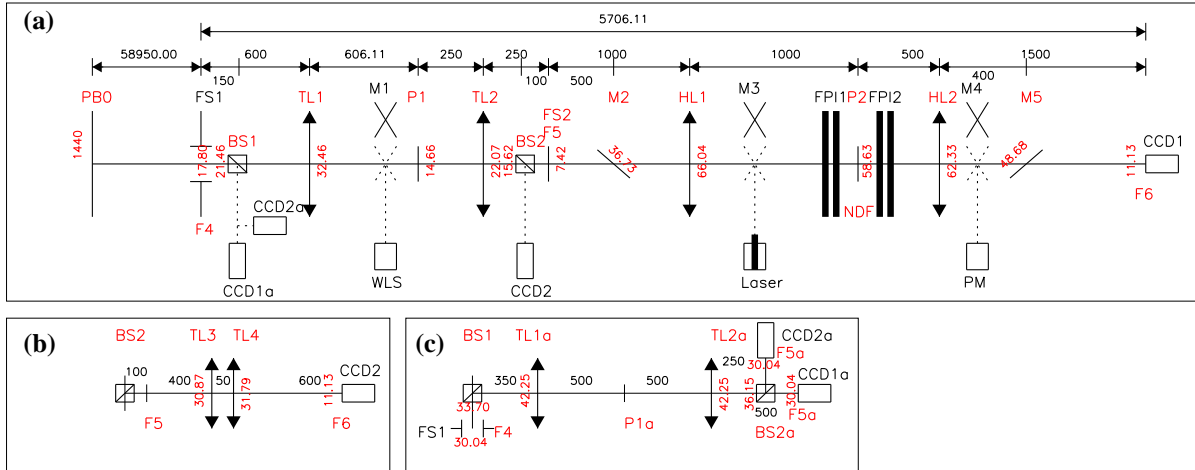 (a)
5706.11
58950.00 600 606.11 250 250 1000 1000 500 1500
150 100 500 400
PBO FS1 TL1 M1 P1 TL2 M2 HL1 M3 FPI1 P2 FPI2 HL2 M4 M5
FS2
F5
BS1 BS2 CCD1
1440 17.80 21.46 32.46 14.66 22.07 15.62 7.42 36.73 66.04 58.63 62.33 48.68 11.13
F4 CCD2a NDF F6
CCD1a WLS CCD2 Laser PM
(b)
BS2 TL3 TL4
CCD2
100 400 50 600
30.87 31.79 11.13
F5 F6
(c)
BS1 TL1a TL2a CCD2a
F5a
30.04
250
CCD1a
350 500 500
33.70 42.25 42.25 36.15 30.04
500
F5a
FS1 F4 P1a BS2a
30.04